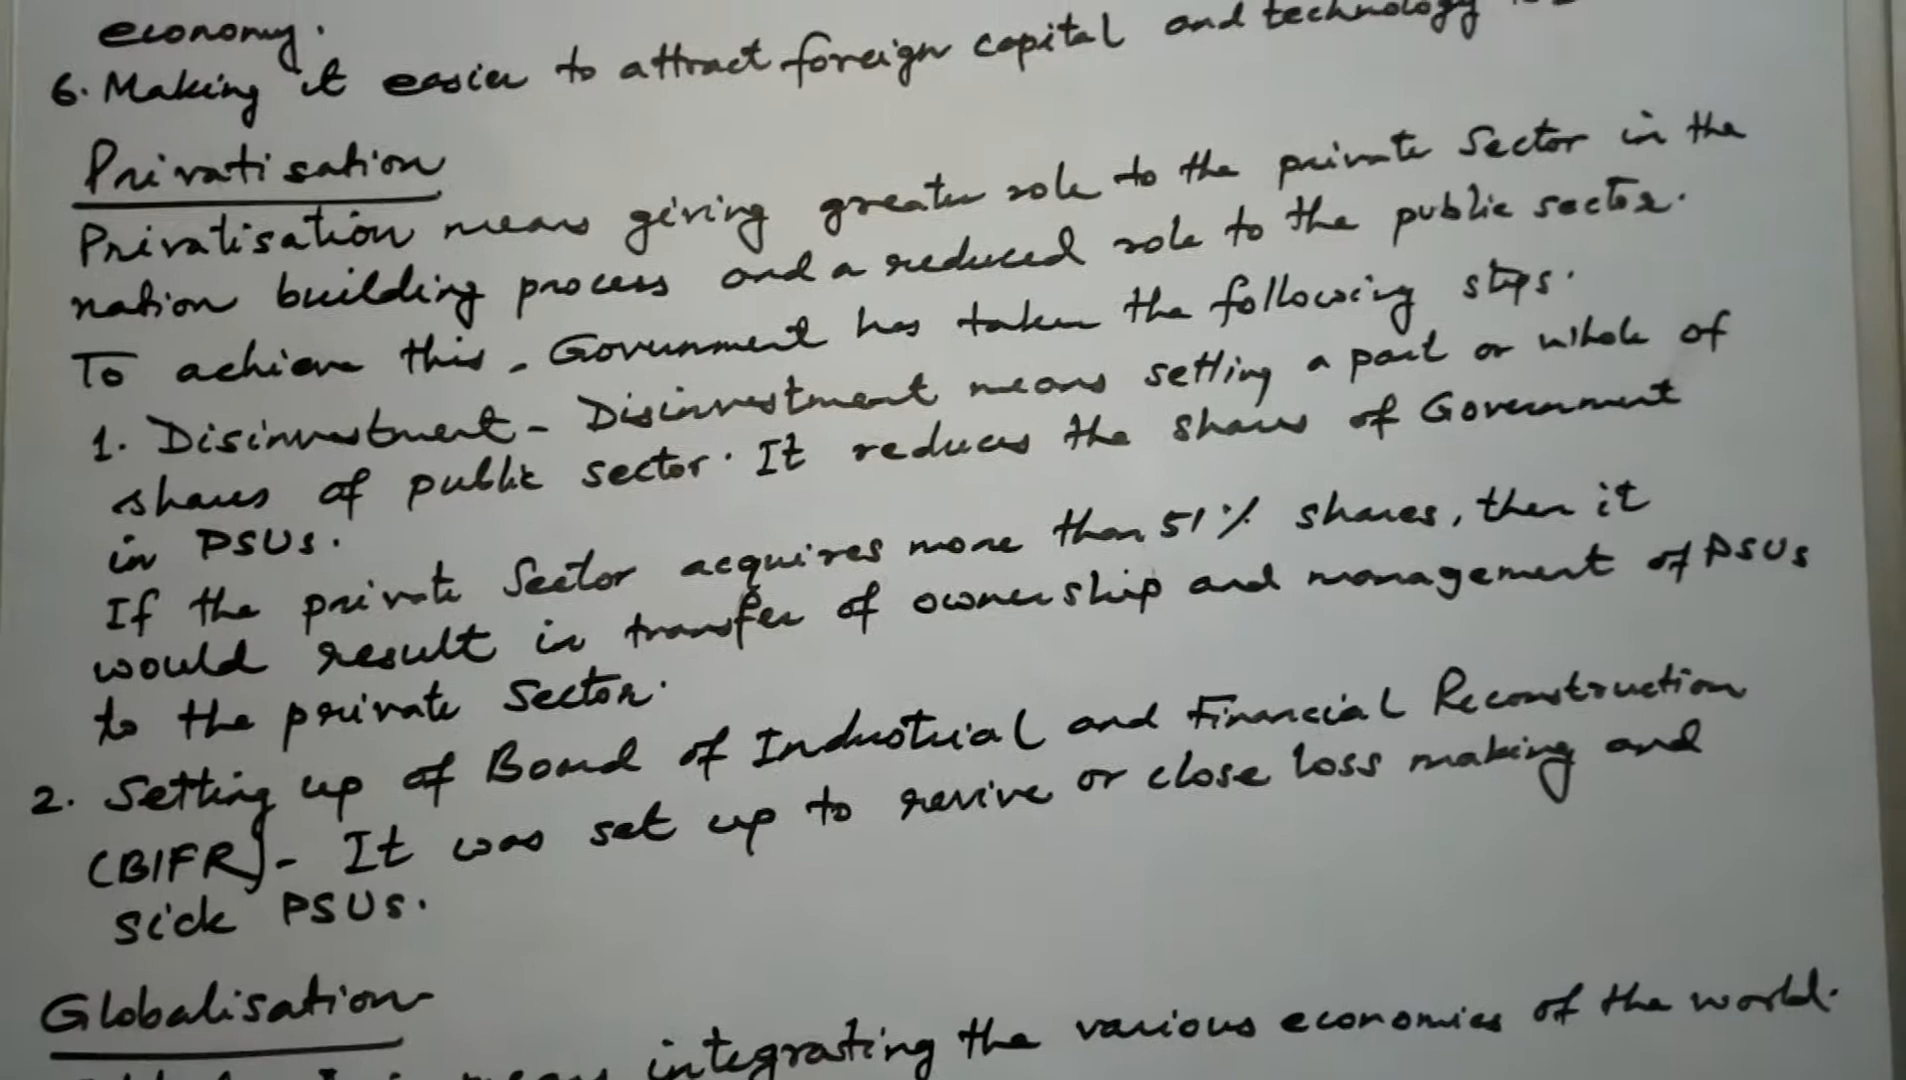 economy.
6. Making it easier to attract foreign capital and technology
Privatisation
Privatisation means giving greater role to the private Sector in the
nation building process and a reduced role to the public sector.
To achieve this, Government has taken the following steps.
1. Disinvestment - Disinvestment means setting a part or whole of
shares of public sector. It reduces the shares of Government
in PSUs.
If the private Sector acquires more than 51% shares, then it
would result in transfer of ownership and management of PSUs
to the private Sector.
2. Setting up of Board of Industrial and Financial Reconstruction
(BIFR) - It was set up to revive or close loss making and
sick PSUs.
Globalisation
means integrating the various economies of the world.